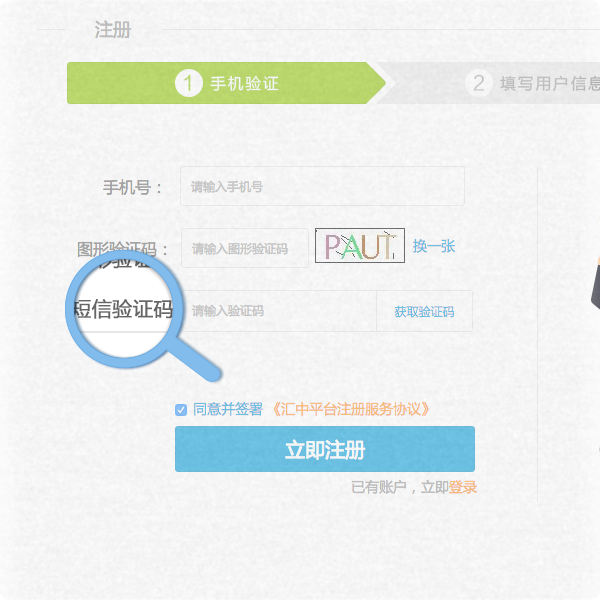 注册
1 手机验证
2 填写用户信息
手机号：
请输入手机号
图形验证码：
请输入图形验证码
PAUT
换一张
短信验证码
请输入验证码
获取验证码
同意并签署《汇中平台注册服务协议》
立即注册
已有账户，立即登录